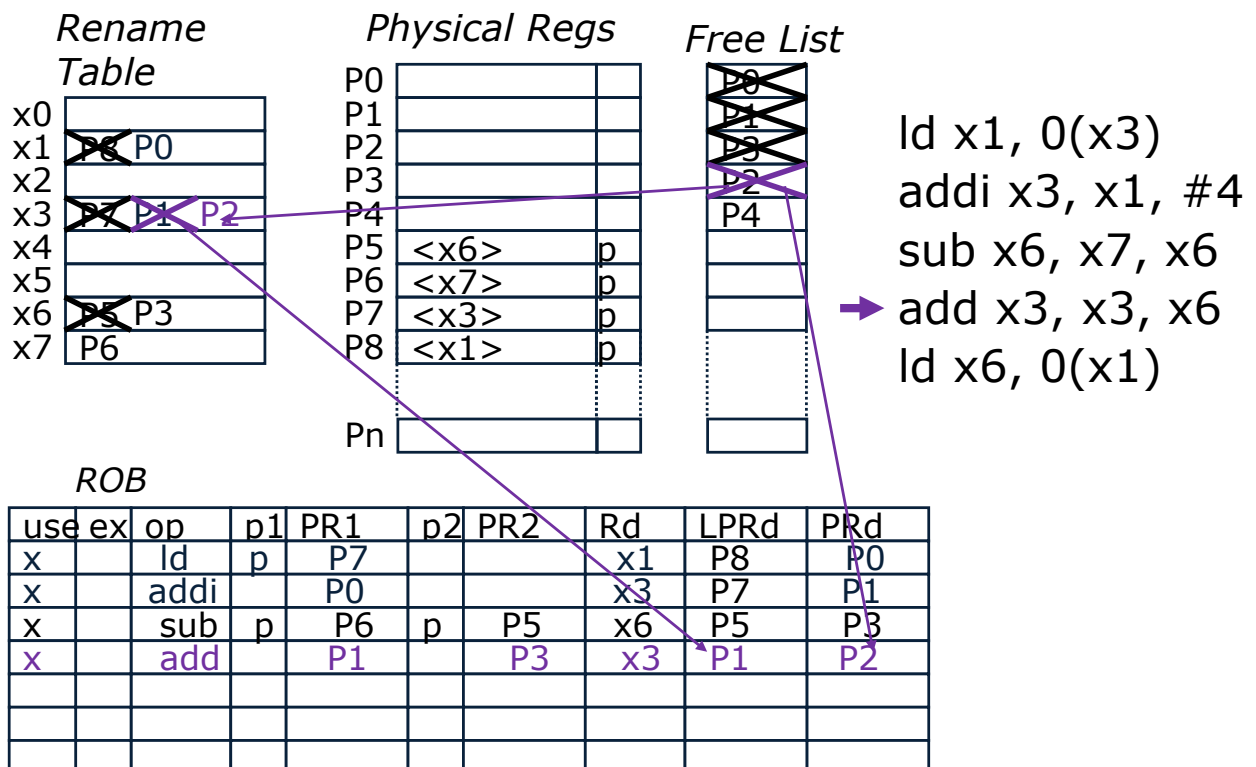 Rename Table
Physical Regs
Free List
x0
x1 P8 P0
x2
x3 P7 P1 P2
x4
x5
x6 P5 P3
x7 P6
P0
P1
P2
P3
P4
P5 <x6> p
P6 <x7> p
P7 <x3> p
P8 <x1> p
Pn
P0
P1
P3
P2
P4
ld x1, 0(x3)
addi x3, x1, #4
sub x6, x7, x6
add x3, x3, x6
ld x6, 0(x1)
ROB
use ex op p1 PR1 p2 PR2 Rd LPRd PRd
x ld p P7 x1 P8 P0
x addi P0 x3 P7 P1
x sub p P6 p P5 x6 P5 P3
x add P1 P3 x3 P1 P2